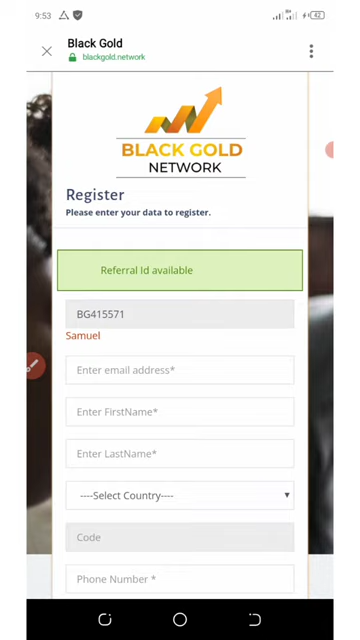 9:53
42
Black Gold
blackgold.network
BLACK GOLD
NETWORK
Register
Please enter your data to register.
Referral Id available
BG415571
Samuel
Enter email address*
Enter FirstName*
Enter LastName*
----Select Country----
Code
Phone Number *